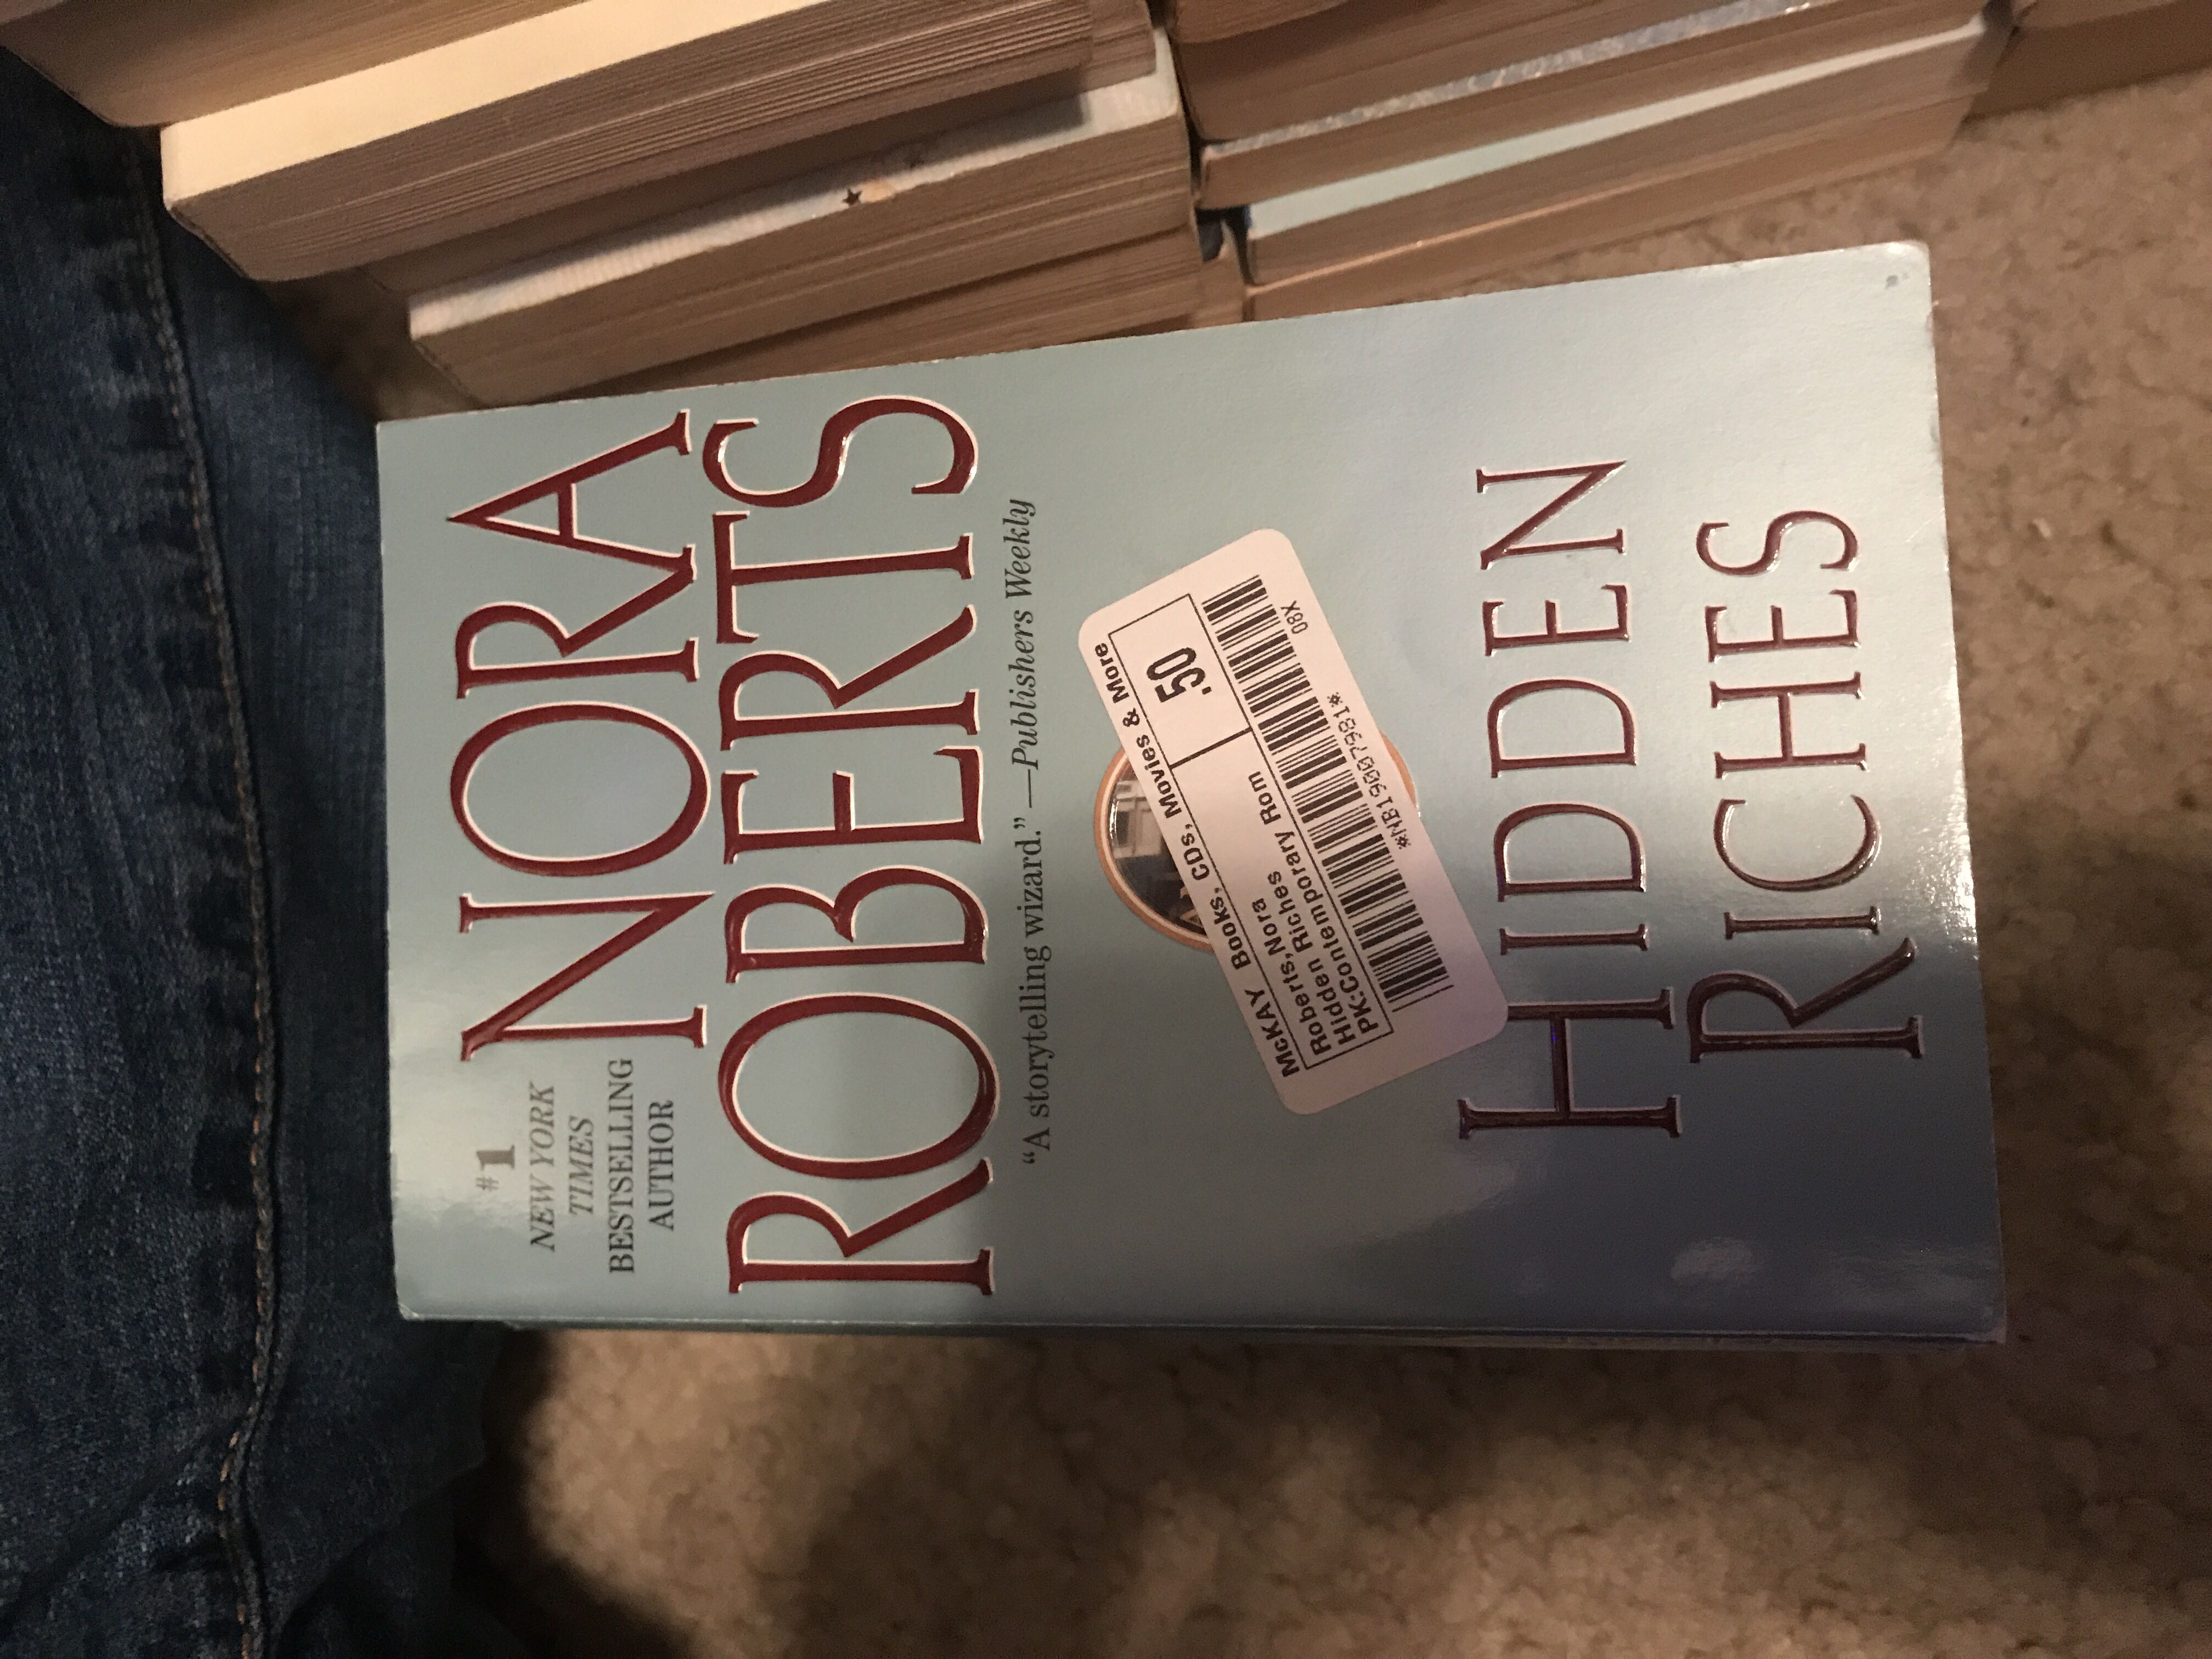 #1
NEW YORK
TIMES
BESTSELLING
AUTHOR
NORA
ROBERTS
“A storytelling wizard.” —Publishers Weekly
McKAY Books, CDs, Movies & More
Roberts,Nora
Hidden Riches
PK:Contemporary Rom
.50
*NB19007981*
08X
HIDDEN
RICHES